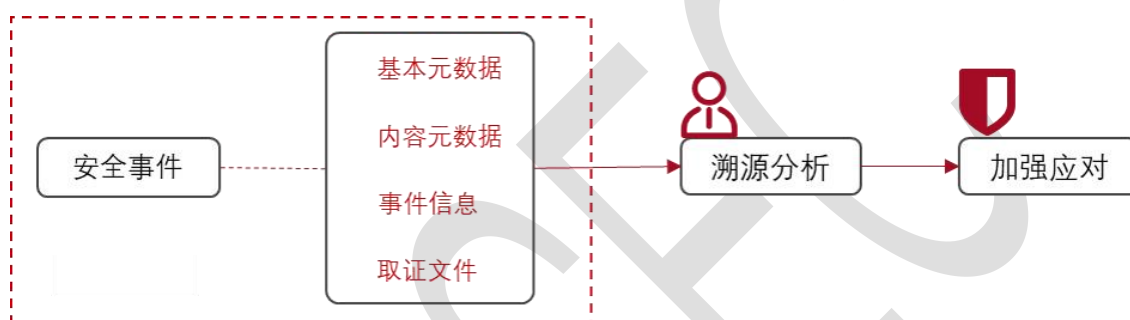 安全事件
基本元数据
内容元数据
事件信息
取证文件
溯源分析
加强应对